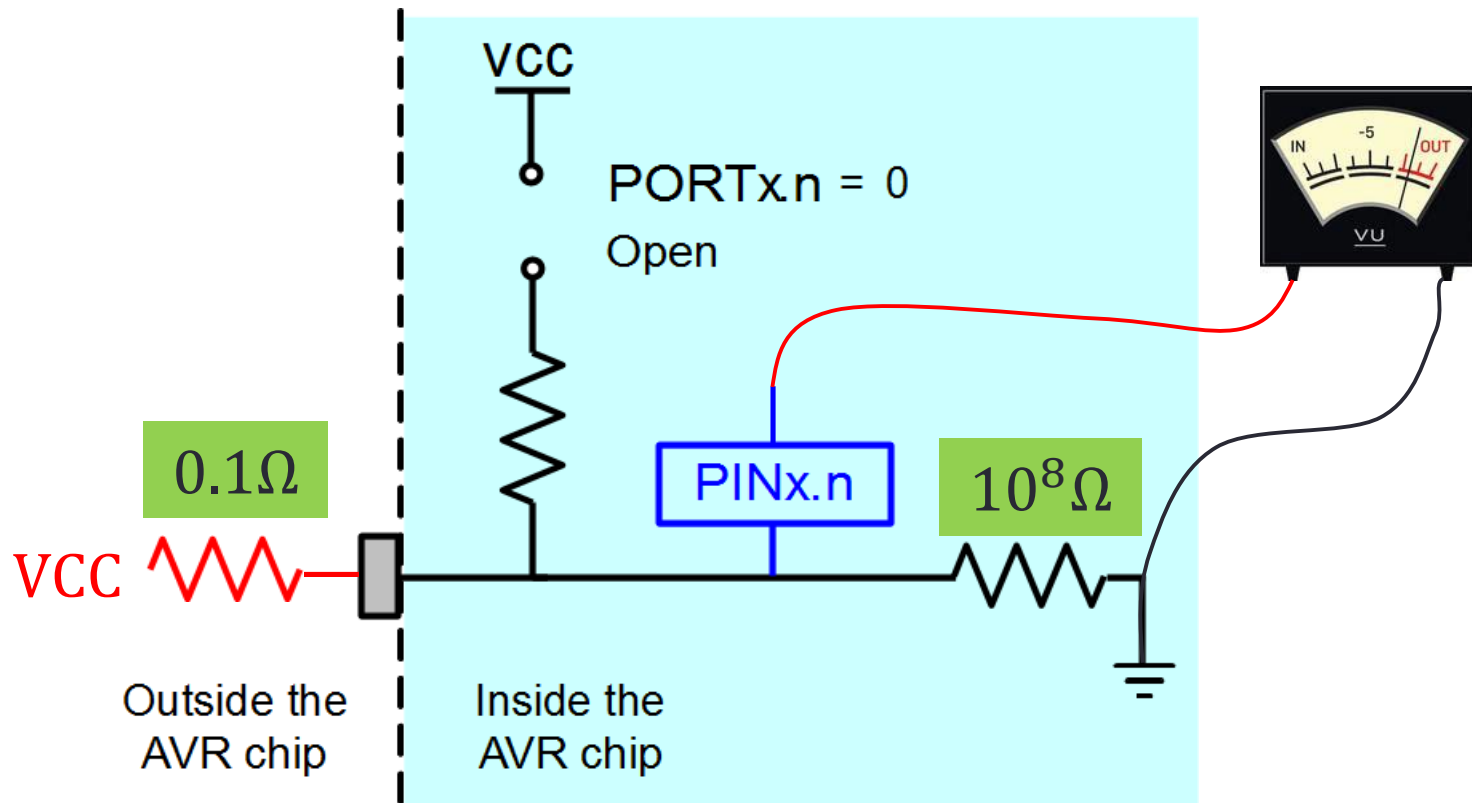 VCC
PORTx.n = 0
Open
IN
-5
OUT
VU
0.1Ω
PINx.n
10⁸Ω
VCC
Outside the
AVR chip
Inside the
AVR chip